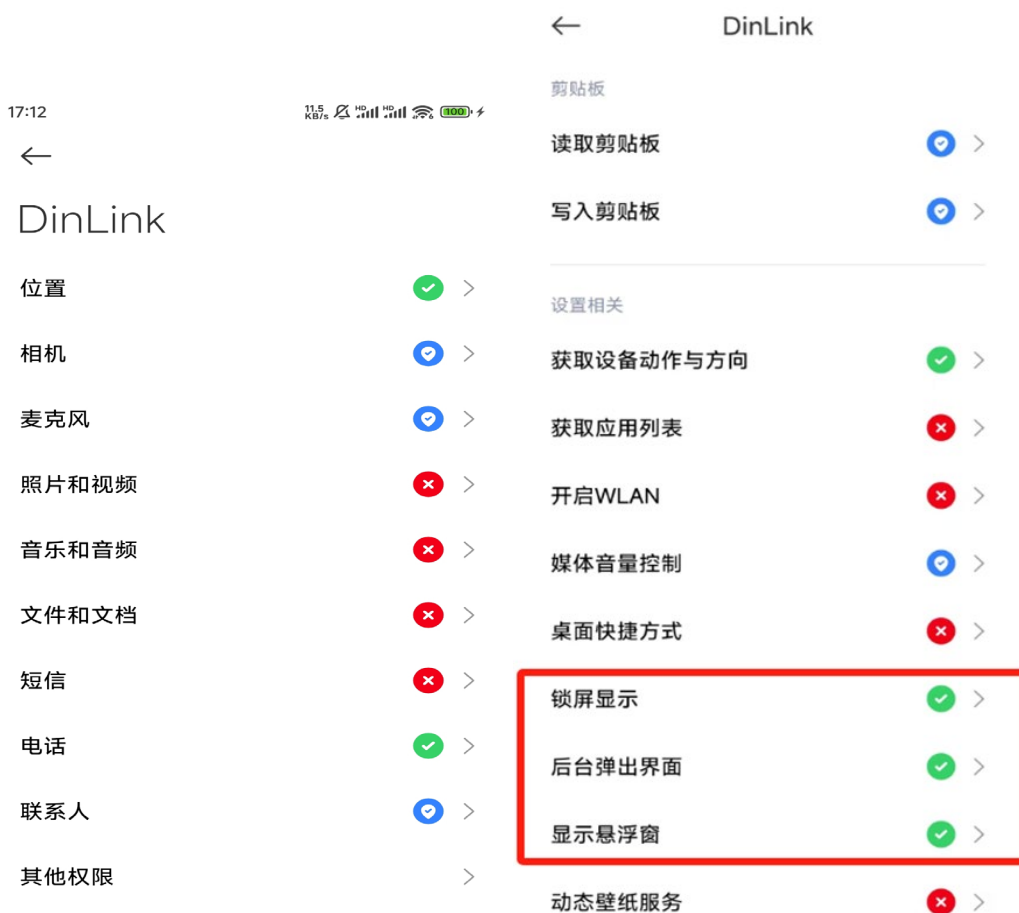 17:12
11.5 KB/s HD HD 6 100
DinLink
位置
相机
麦克风
照片和视频
音乐和音频
文件和文档
短信
电话
联系人
其他权限
DinLink
剪贴板
读取剪贴板
写入剪贴板
设置相关
获取设备动作与方向
获取应用列表
开启WLAN
媒体音量控制
桌面快捷方式
锁屏显示
后台弹出界面
显示悬浮窗
动态壁纸服务